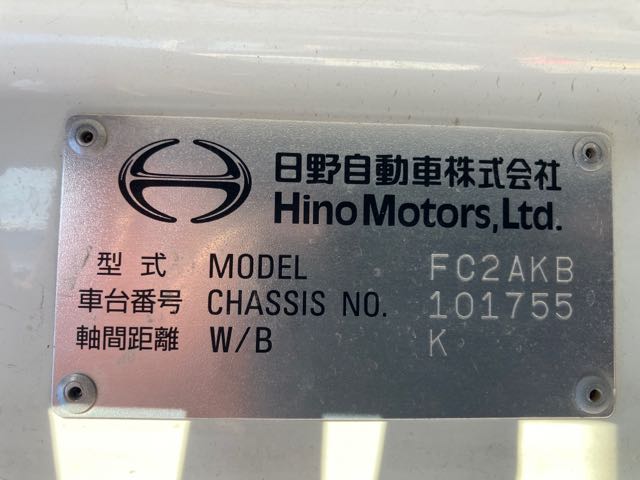 日野自動車株式会社
Hino Motors, Ltd.
型式 MODEL FC2AKB
車台番号 CHASSIS NO. 101755
軸間距離 W/B K